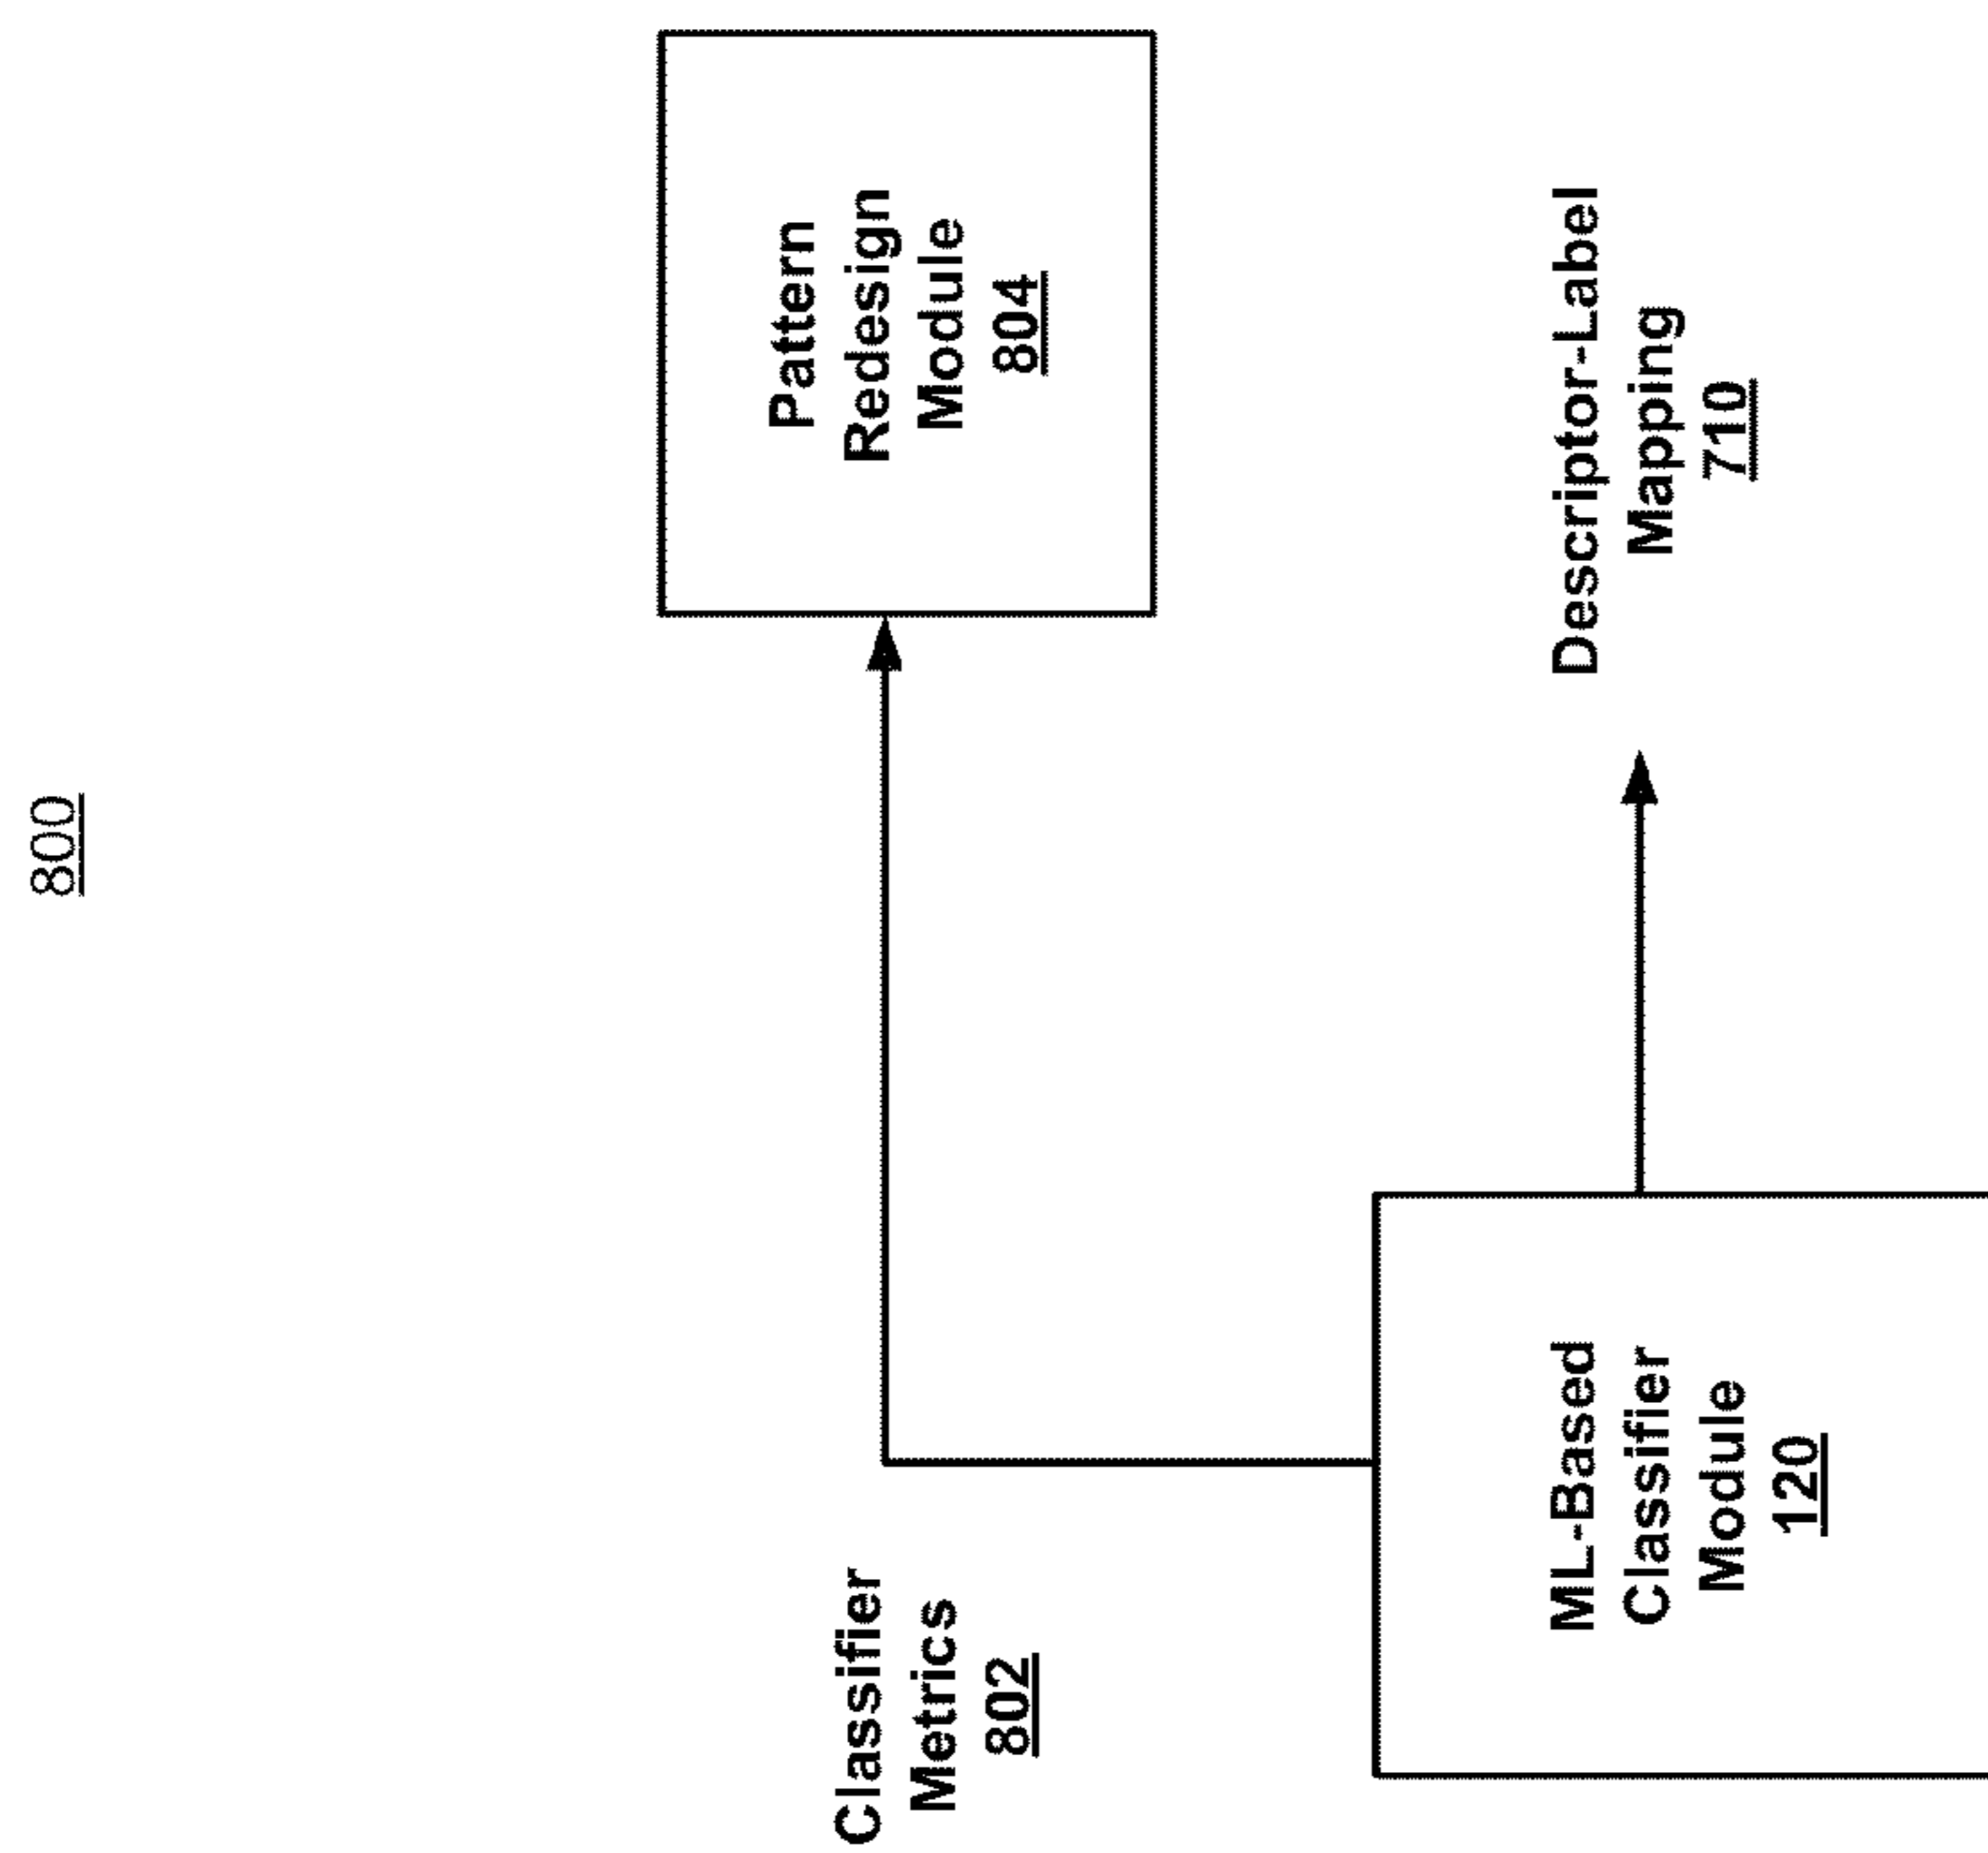 800
Pattern
Redesign
Module
804
Classifier
Metrics
802
Descriptor-Label
Mapping
710
ML-Based
Classifier
Module
120